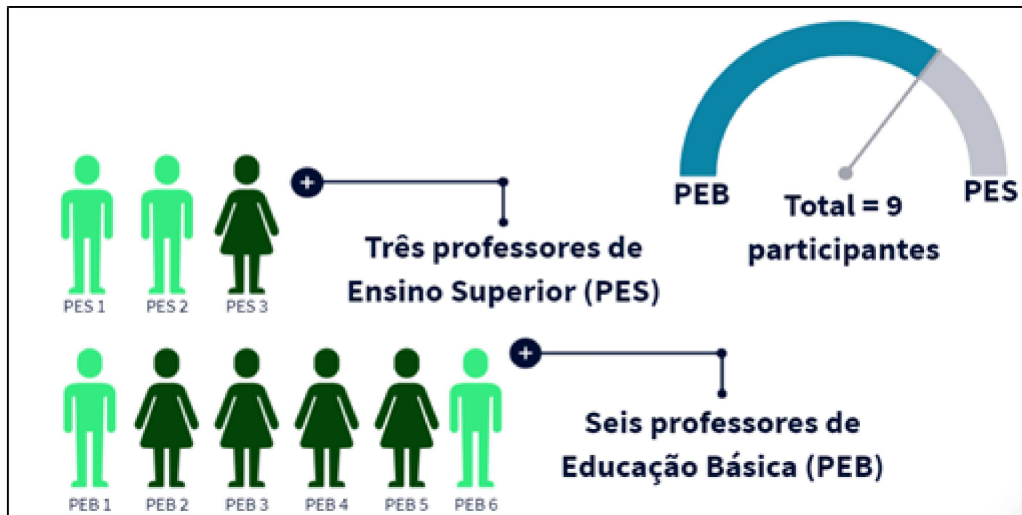 PEB
PES
Total = 9
participantes
PES 1
PES 2
PES 3
Três professores de
Ensino Superior (PES)
PEB 1
PEB 2
PEB 3
PEB 4
PEB 5
PEB 6
Seis professores de
Educação Básica (PEB)